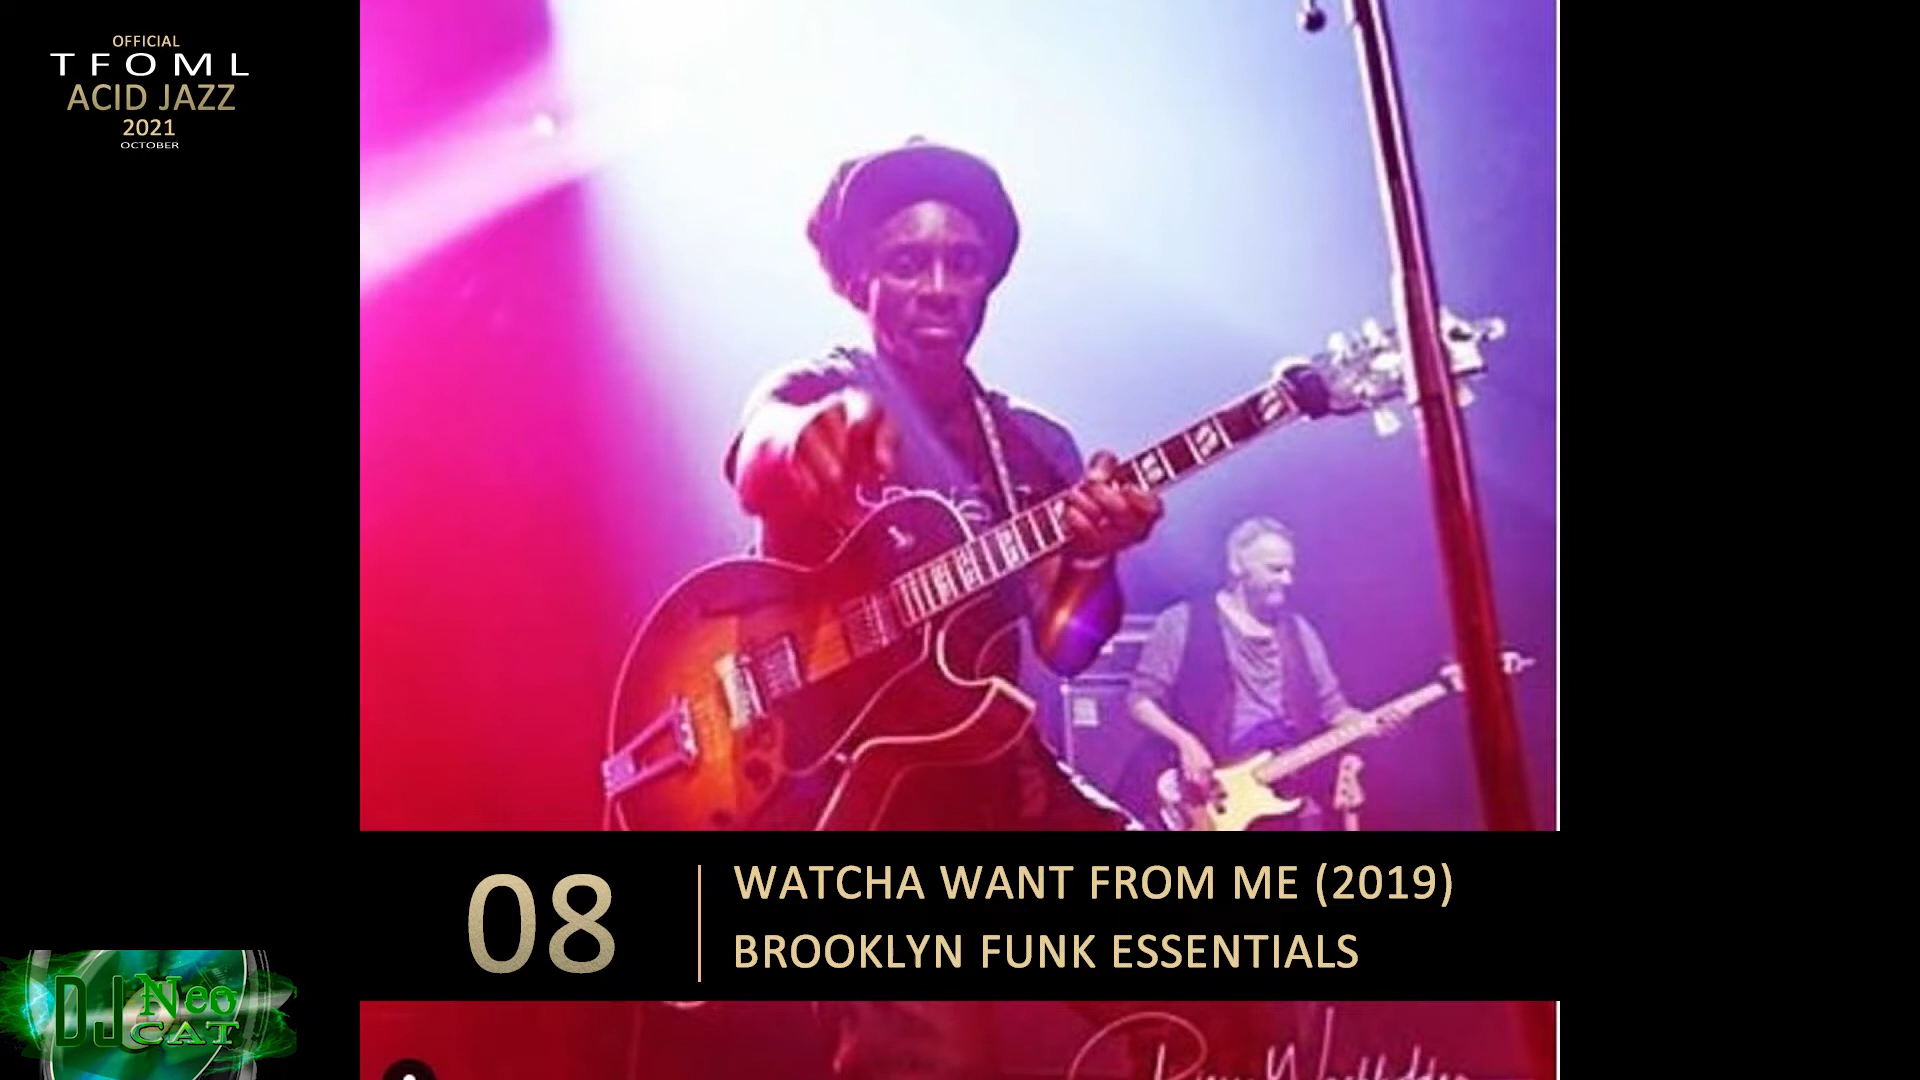 OFFICIAL
TFOML
ACID JAZZ
2021
OCTOBER
08
WATCHA WANT FROM ME (2019)
BROOKLYN FUNK ESSENTIALS
DJ Neo
CAT